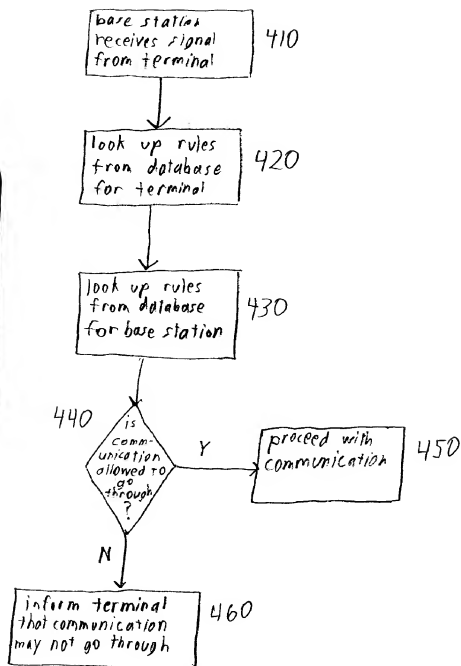 base station
receives signal
from terminal
410
look up rules
from database
for terminal
420
look up rules
from database
for base station
430
440
is
comm-
unication
allowed to
go
through
?
Y
proceed with
communication
450
N
inform terminal
that communication
may not go through
460